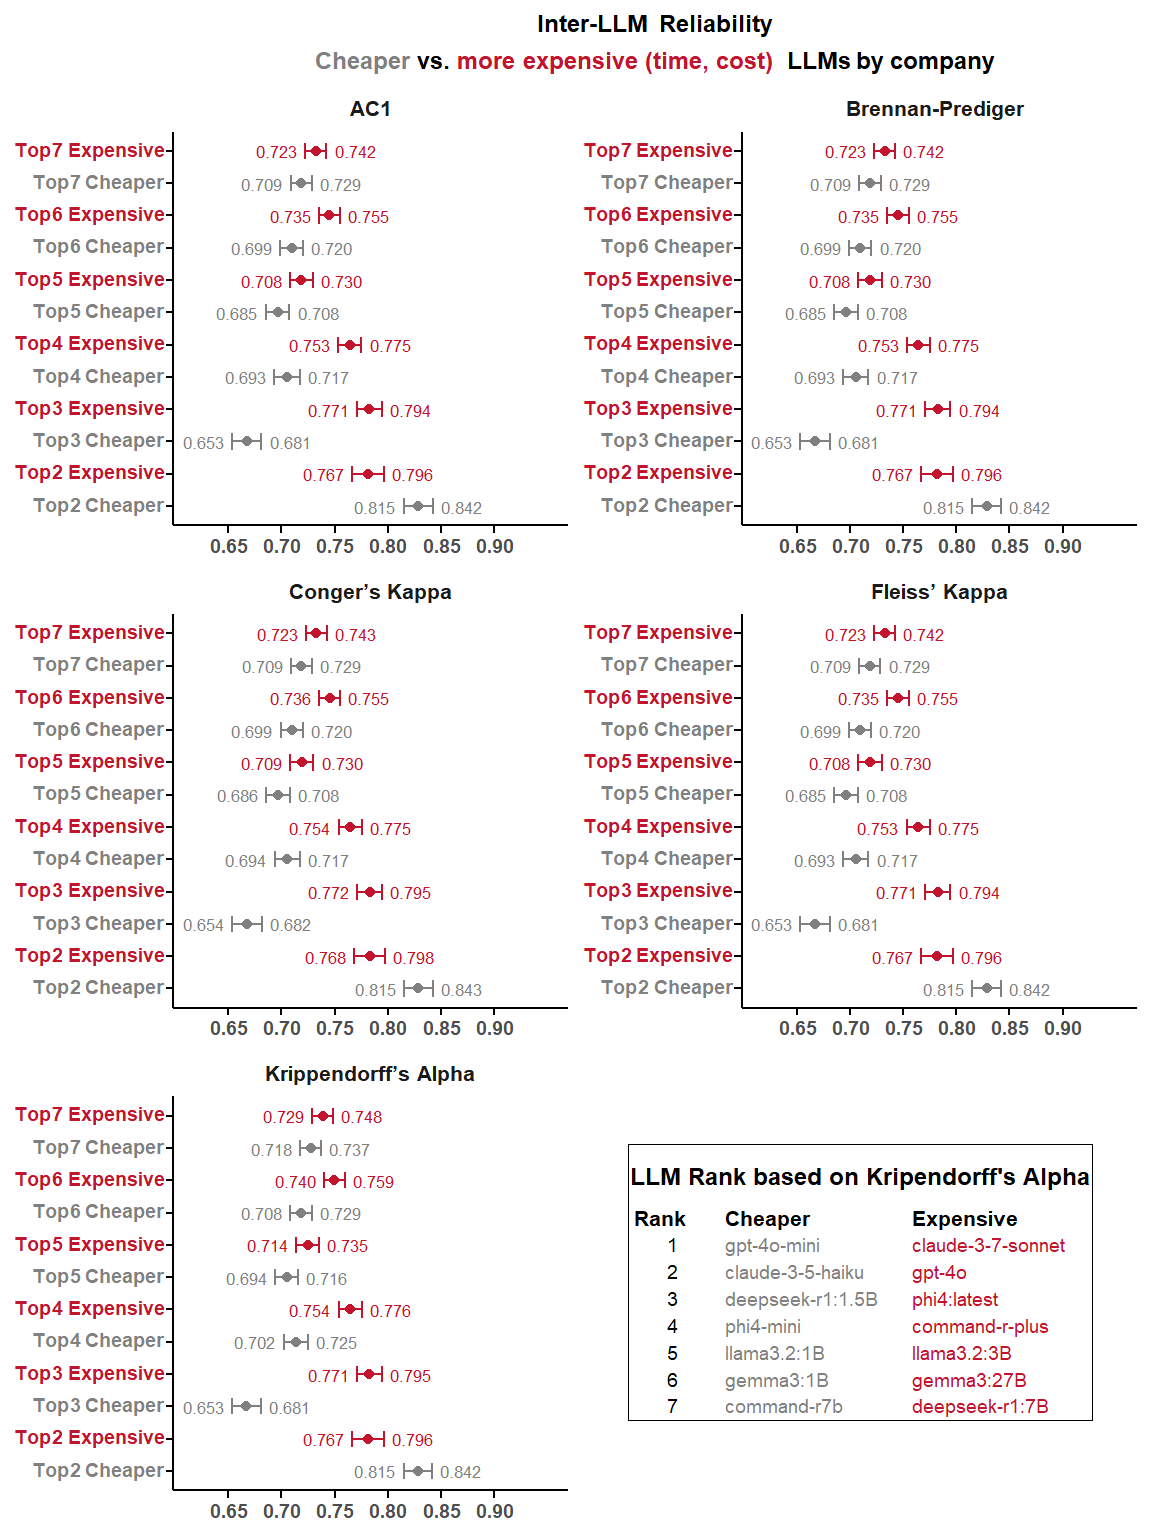 Inter-LLM Reliability
Cheaper vs. more expensive (time, cost) LLMs by company
AC1
Top7 Expensive 0.723 0.742
Top7 Cheaper 0.709 0.729
Top6 Expensive 0.735 0.755
Top6 Cheaper 0.699 0.720
Top5 Expensive 0.708 0.730
Top5 Cheaper 0.685 0.708
Top4 Expensive 0.753 0.775
Top4 Cheaper 0.693 0.717
Top3 Expensive 0.771 0.794
Top3 Cheaper 0.653 0.681
Top2 Expensive 0.767 0.796
Top2 Cheaper 0.815 0.842
0.65 0.70 0.75 0.80 0.85 0.90
Brennan-Prediger
Top7 Expensive 0.723 0.742
Top7 Cheaper 0.709 0.729
Top6 Expensive 0.735 0.755
Top6 Cheaper 0.699 0.720
Top5 Expensive 0.708 0.730
Top5 Cheaper 0.685 0.708
Top4 Expensive 0.753 0.775
Top4 Cheaper 0.693 0.717
Top3 Expensive 0.771 0.794
Top3 Cheaper 0.653 0.681
Top2 Expensive 0.767 0.796
Top2 Cheaper 0.815 0.842
0.65 0.70 0.75 0.80 0.85 0.90
Conger’s Kappa
Top7 Expensive 0.723 0.743
Top7 Cheaper 0.709 0.729
Top6 Expensive 0.736 0.755
Top6 Cheaper 0.699 0.720
Top5 Expensive 0.709 0.730
Top5 Cheaper 0.686 0.708
Top4 Expensive 0.754 0.775
Top4 Cheaper 0.694 0.717
Top3 Expensive 0.772 0.795
Top3 Cheaper 0.654 0.682
Top2 Expensive 0.768 0.798
Top2 Cheaper 0.815 0.843
0.65 0.70 0.75 0.80 0.85 0.90
Fleiss’ Kappa
Top7 Expensive 0.723 0.742
Top7 Cheaper 0.709 0.729
Top6 Expensive 0.735 0.755
Top6 Cheaper 0.699 0.720
Top5 Expensive 0.708 0.730
Top5 Cheaper 0.685 0.708
Top4 Expensive 0.753 0.775
Top4 Cheaper 0.693 0.717
Top3 Expensive 0.771 0.794
Top3 Cheaper 0.653 0.681
Top2 Expensive 0.767 0.796
Top2 Cheaper 0.815 0.842
0.65 0.70 0.75 0.80 0.85 0.90
Krippendorff’s Alpha
Top7 Expensive 0.729 0.748
Top7 Cheaper 0.718 0.737
Top6 Expensive 0.740 0.759
Top6 Cheaper 0.708 0.729
Top5 Expensive 0.714 0.735
Top5 Cheaper 0.694 0.716
Top4 Expensive 0.754 0.776
Top4 Cheaper 0.702 0.725
Top3 Expensive 0.771 0.795
Top3 Cheaper 0.653 0.681
Top2 Expensive 0.767 0.796
Top2 Cheaper 0.815 0.842
0.65 0.70 0.75 0.80 0.85 0.90
LLM Rank based on Kripendorff's Alpha
Rank Cheaper Expensive
1 gpt-4o-mini claude-3-7-sonnet
2 claude-3-5-haiku gpt-4o
3 deepseek-r1:1.5B phi4:latest
4 phi4-mini command-r-plus
5 llama3.2:1B llama3.2:3B
6 gemma3:1B gemma3:27B
7 command-r7b deepseek-r1:7B